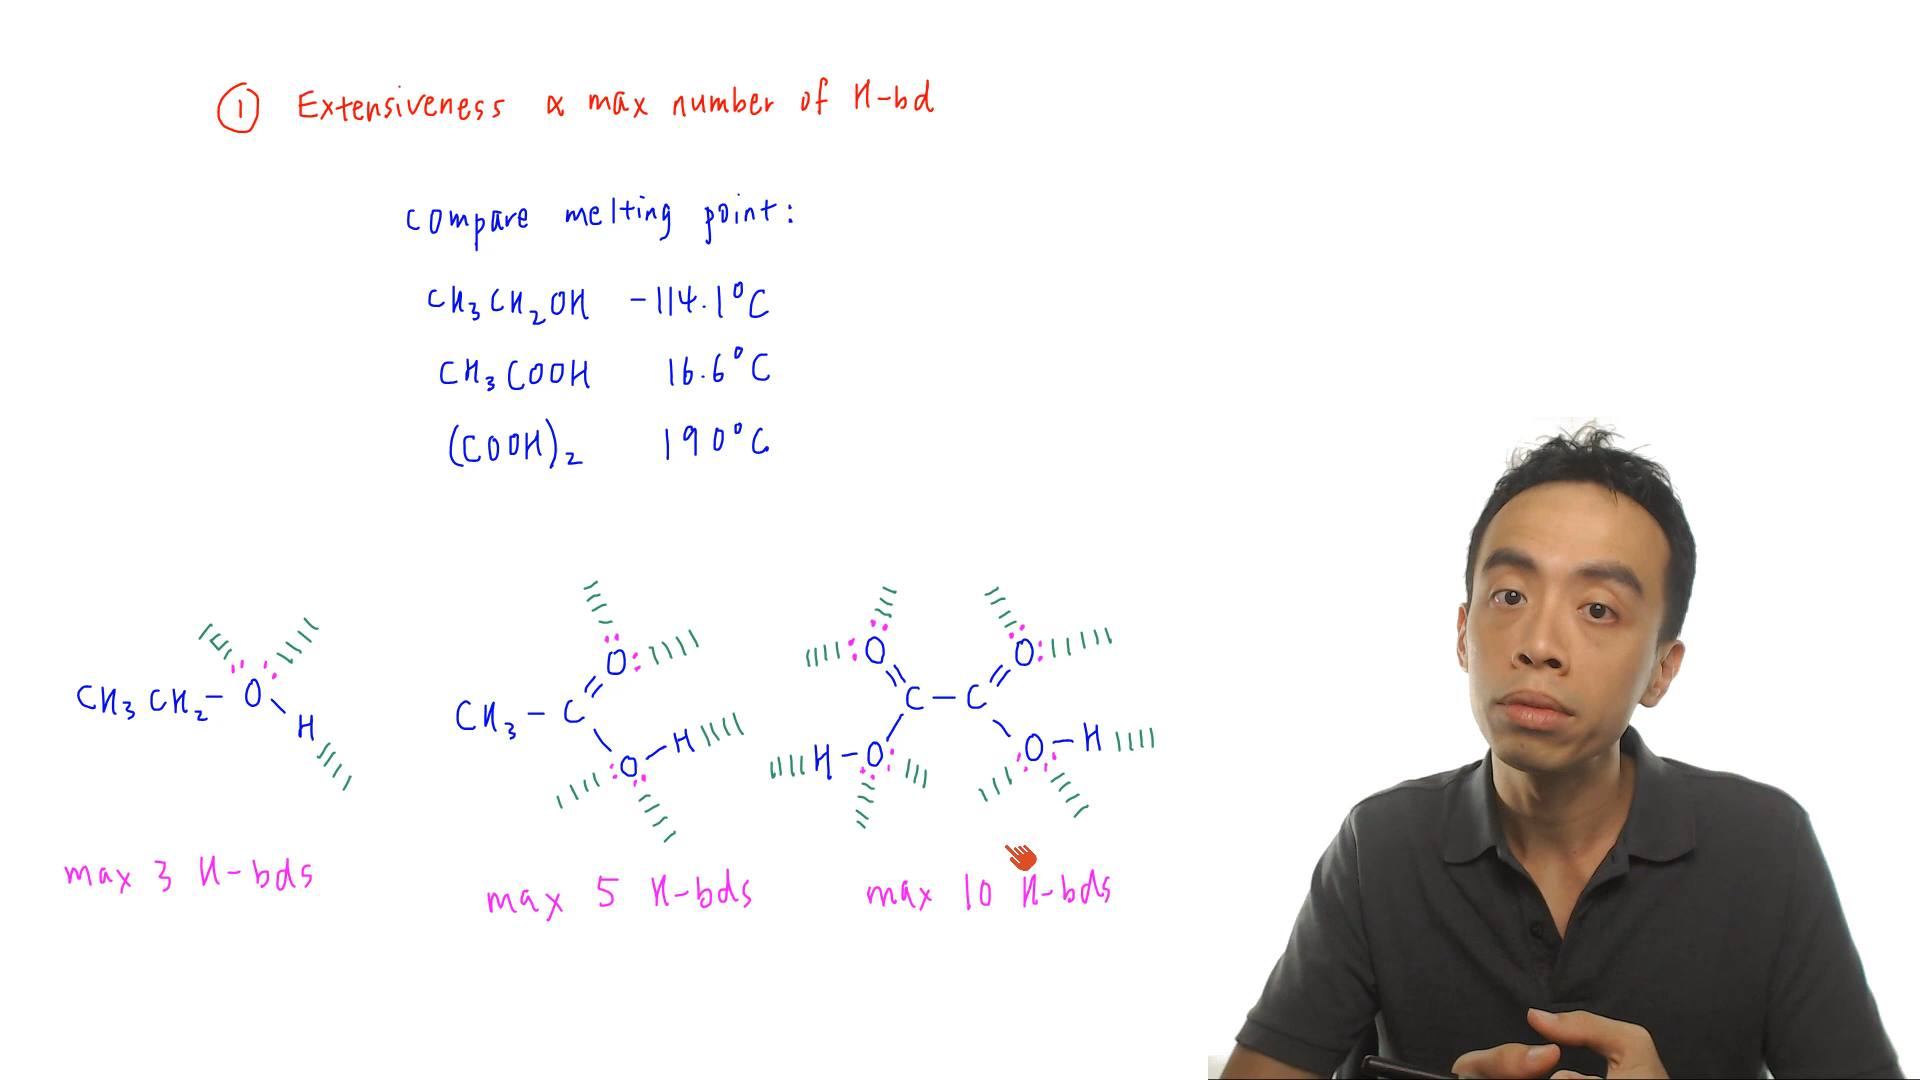 ① Extensiveness ∝ max number of H-bd
compare melting point:
CH₃CH₂OH -114.1°C
CH₃COOH 16.6°C
(COOH)₂ 190°C
O O O
CH₃CH₂-O-H
CH₃-C
C-C
O-H
H-O
O-H
max 3 H-bds
max 5 H-bds
max 10 H-bds